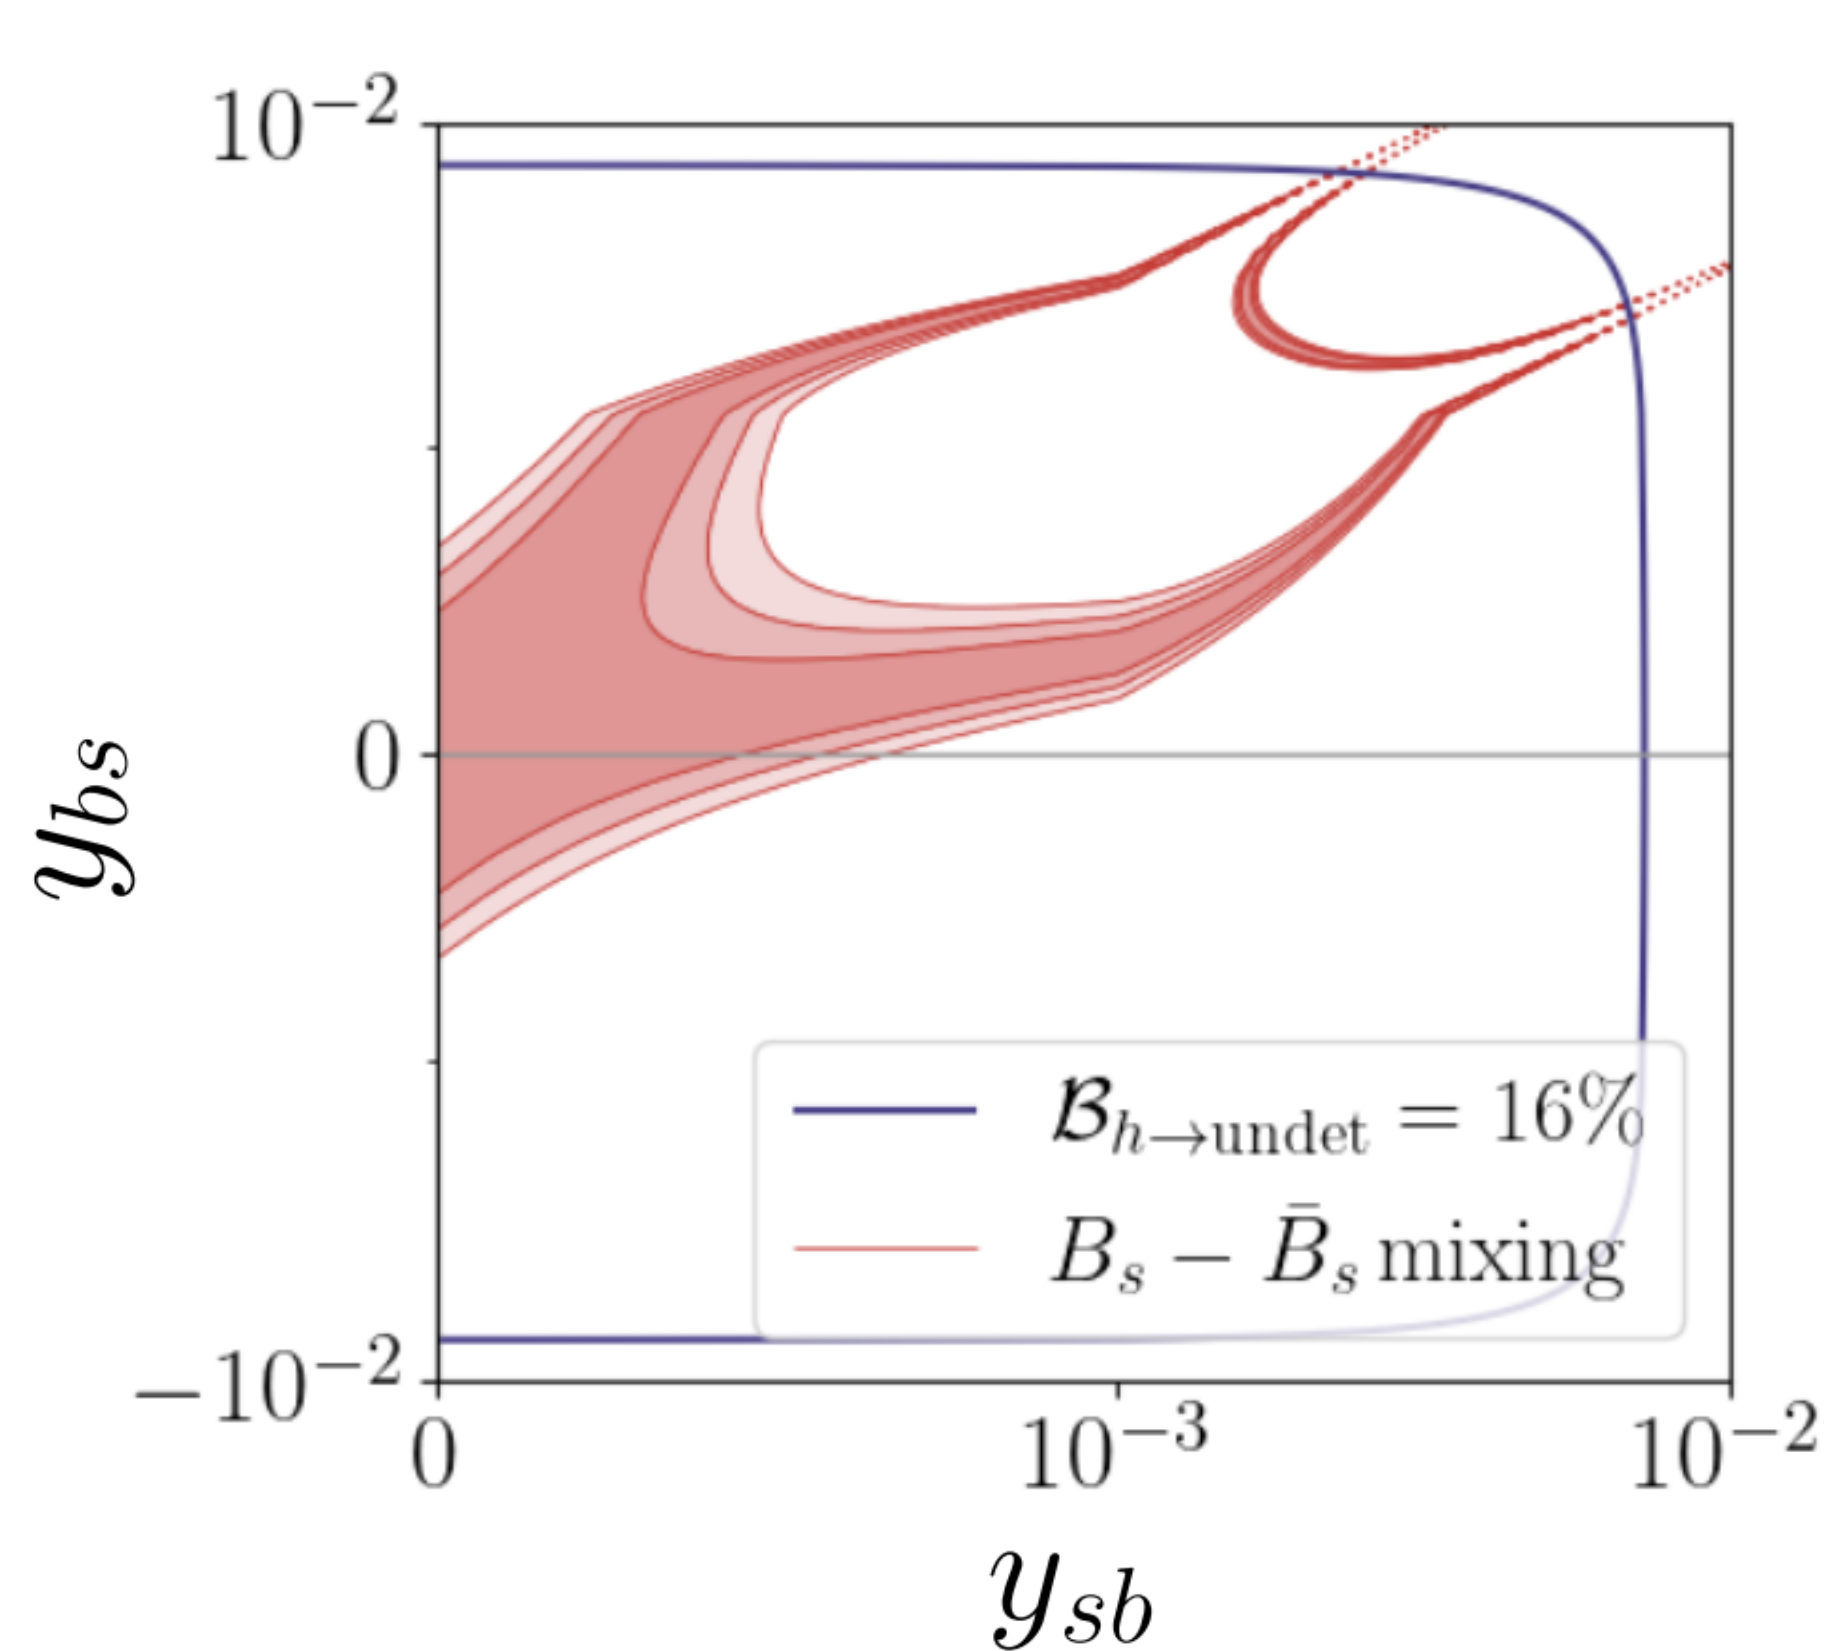 10⁻²
0
−10⁻²
y_{bs}
𝓑_{h→undet} = 16%
B_s − B̄_s mixing
0 10⁻³ 10⁻²
y_{sb}